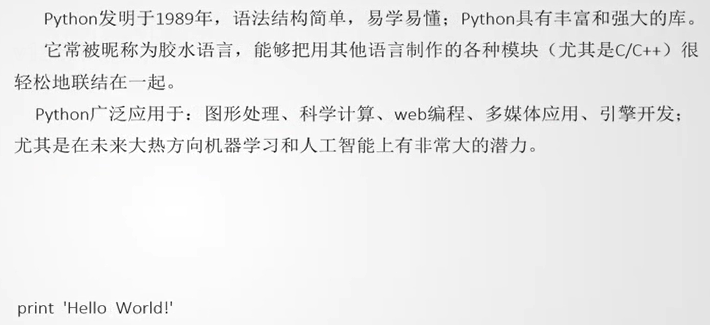 Python发明于1989年，语法结构简单，易学易懂；Python具有丰富和强大的库。
它常被昵称为胶水语言，能够把用其他语言制作的各种模块（尤其是C/C++）很
轻松地联结在一起。
Python广泛应用于：图形处理、科学计算、web编程、多媒体应用、引擎开发；
尤其是在未来大热方向机器学习和人工智能上有非常大的潜力。
print 'Hello World!'